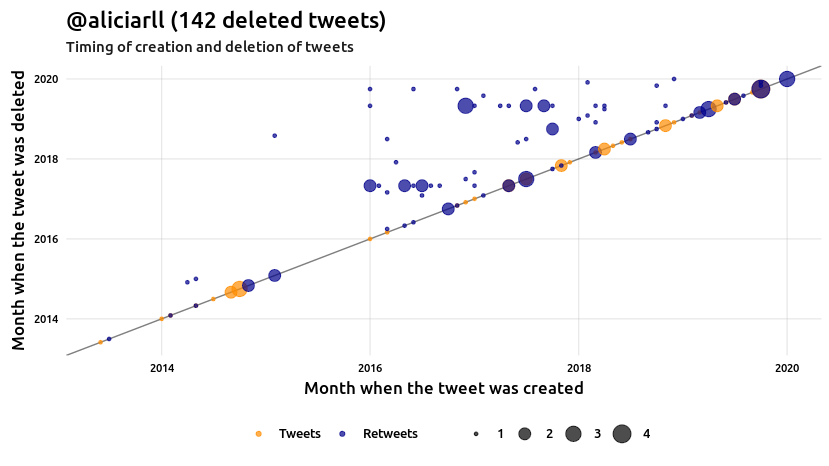 @aliciarll (142 deleted tweets)
Timing of creation and deletion of tweets
Month when the tweet was deleted
2020
2018
2016
2014
2014 2016 2018 2020
Month when the tweet was created
Tweets Retweets 1 2 3 4